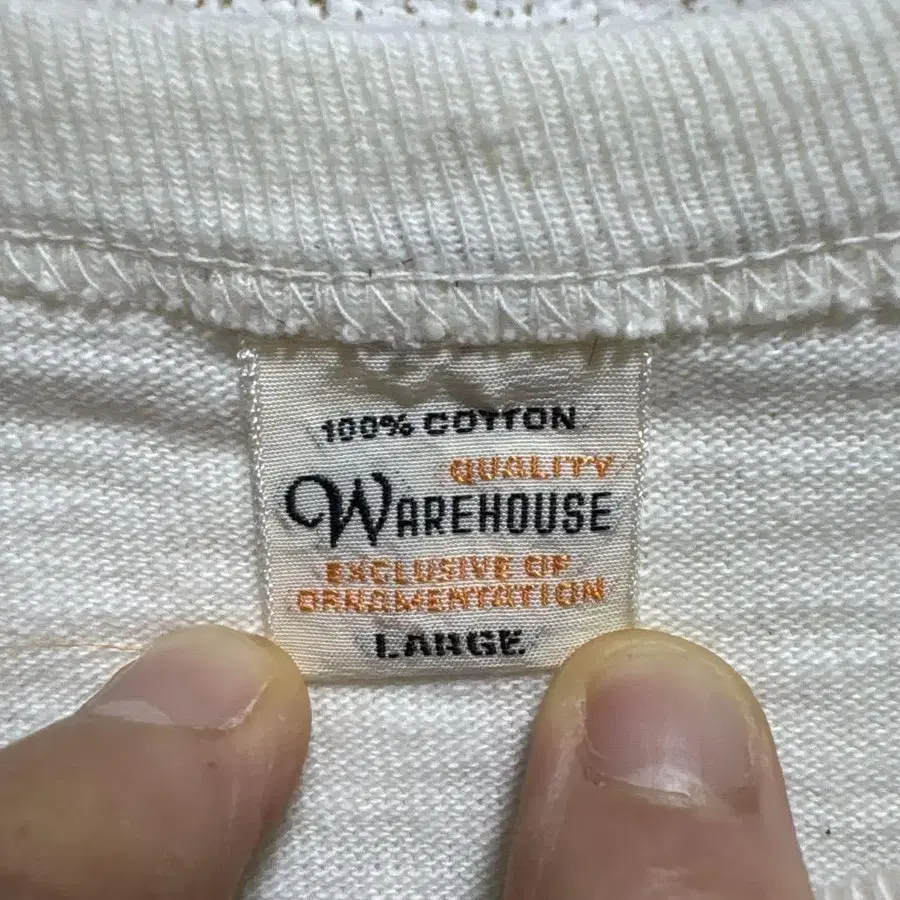 100% COTTON
QUALITY
WAREHOUSE
EXCLUSIVE OF
ORNAMENTATION
LARGE